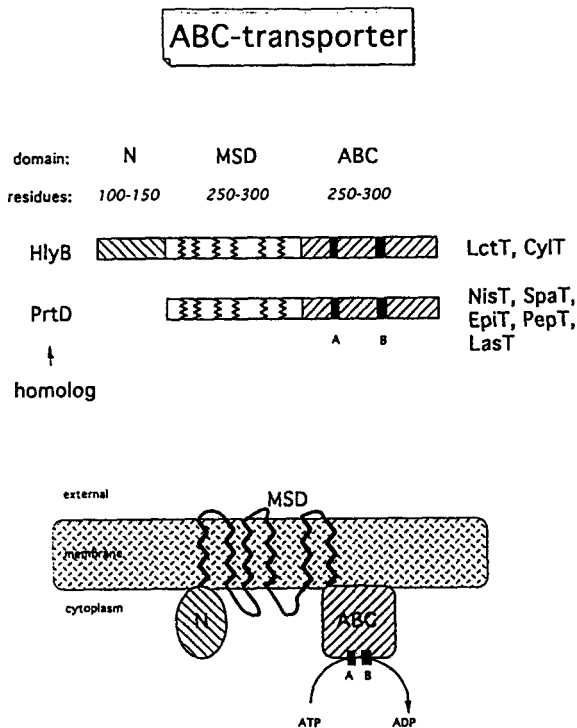 ABC-transporter
domain: N MSD ABC
residues: 100-150 250-300 250-300
HlyB LctT, CylT
PrtD NisT, SpaT,
EpiT, PepT,
LasT
A B
homolog
external MSD
membrane
cytoplasm
N ABC
A B
ATP ADP